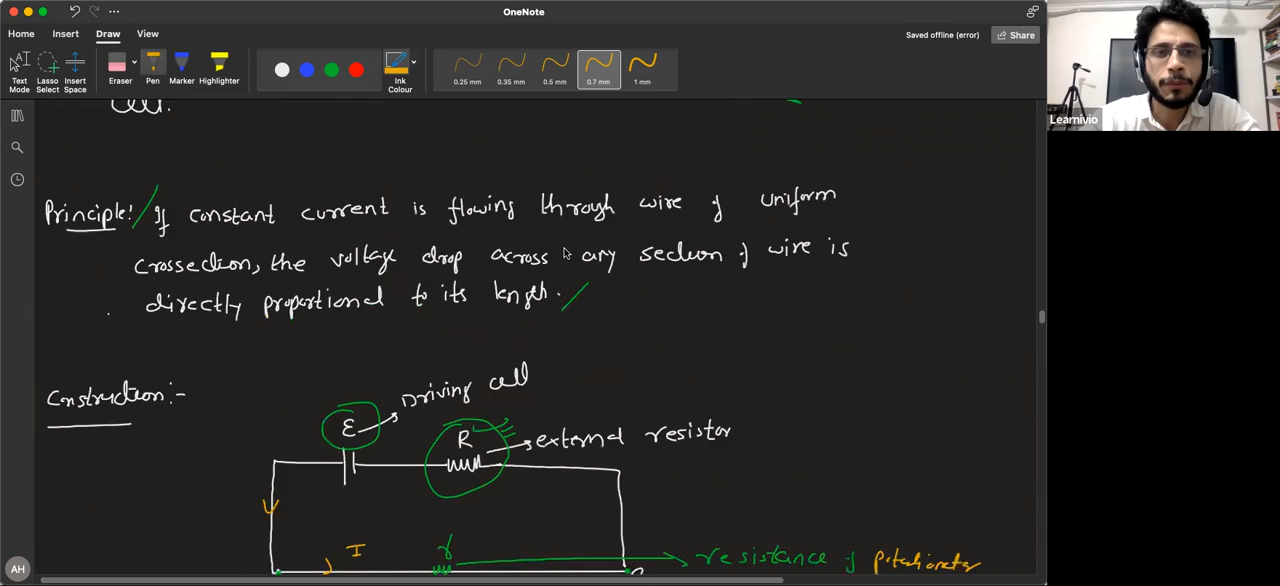 OneNote
Home Insert Draw View
Saved offline (error) Share
Text Mode Lasso Select Insert Space Eraser Pen Marker Highlighter Ink Colour 0.25 mm 0.35 mm 0.5 mm 0.7 mm 1 mm
Learnivio
Cell.
Principle: If constant current is flowing through wire of uniform
crossection, the voltage drop across any section of wire is
directly proportional to its length.
Construction:-
Driving cell
ε
R
external resistor
I
r
resistance of
AH